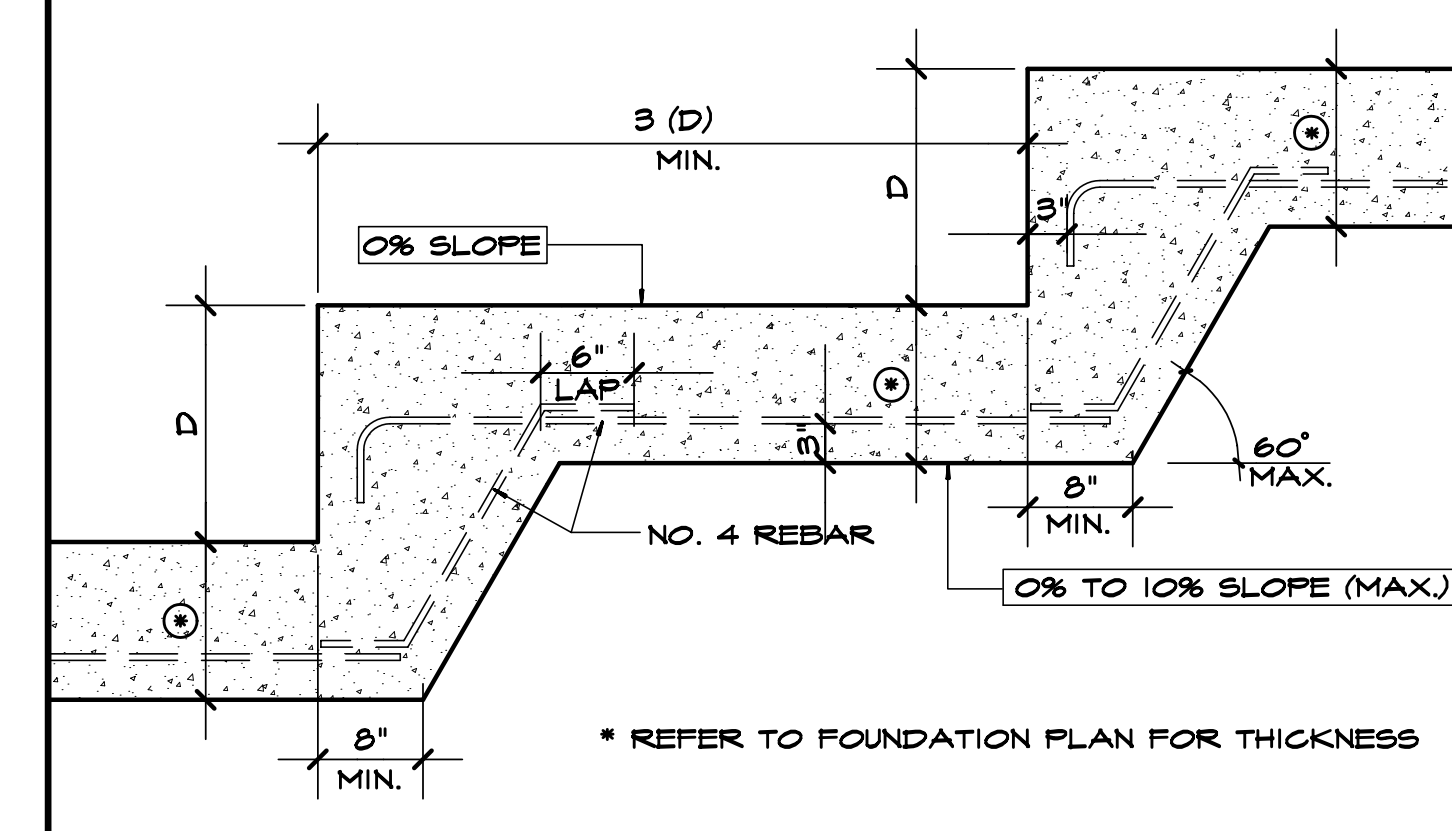 3 (D)
MIN.
D
*
3"
0% SLOPE
6"
LAP
*
D
3"
60°
MAX.
8"
MIN.
NO. 4 REBAR
0% TO 10% SLOPE (MAX.)
*
* REFER TO FOUNDATION PLAN FOR THICKNESS
8"
MIN.